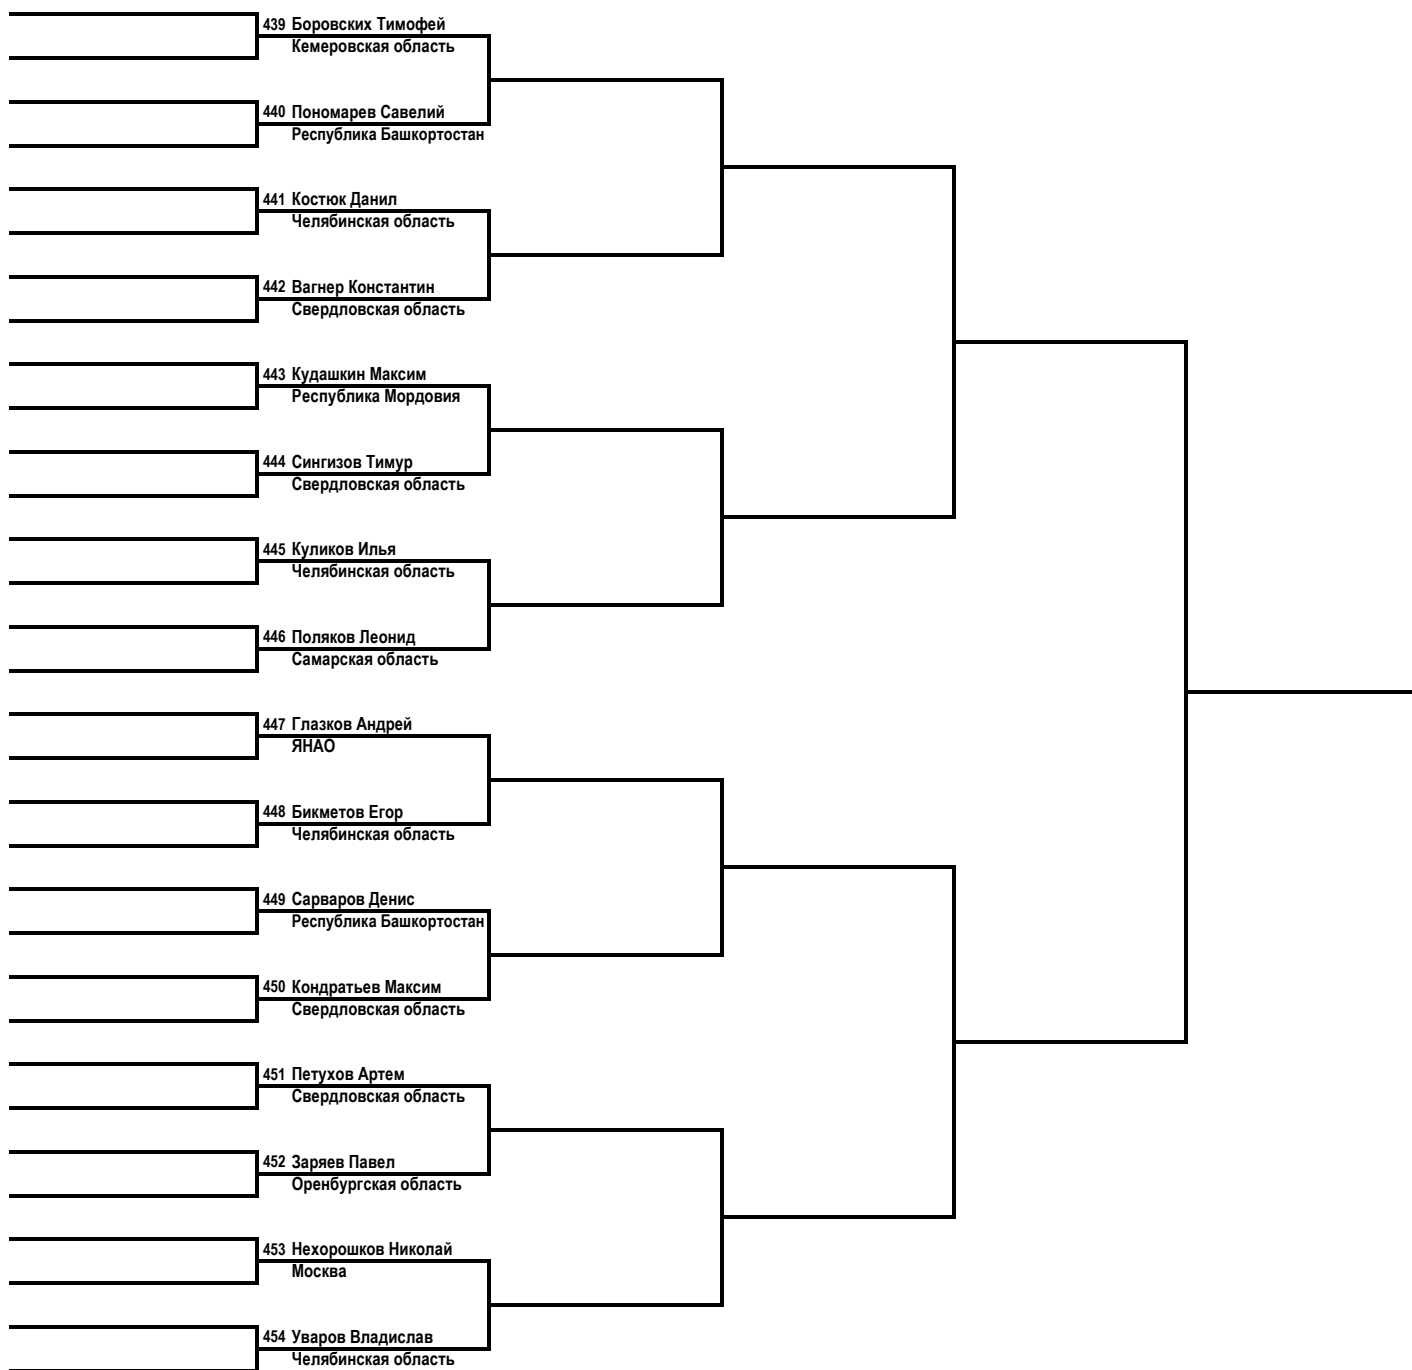 439 Боровских Тимофей
Кемеровская область
440 Пономарев Савелий
Республика Башкортостан
441 Костюк Данил
Челябинская область
442 Вагнер Константин
Свердловская область
443 Кудашкин Максим
Республика Мордовия
444 Сингизов Тимур
Свердловская область
445 Куликов Илья
Челябинская область
446 Поляков Леонид
Самарская область
447 Глазков Андрей
ЯНАО
448 Бикметов Егор
Челябинская область
449 Сарваров Денис
Республика Башкортостан
450 Кондратьев Максим
Свердловская область
451 Петухов Артем
Свердловская область
452 Заряев Павел
Оренбургская область
453 Нехорошков Николай
Москва
454 Уваров Владислав
Челябинская область